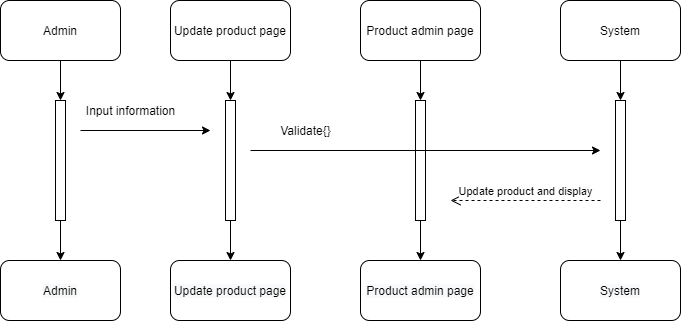 Admin
Update product page
Product admin page
System
Input information
Validate{}
Update product and display
Admin
Update product page
Product admin page
System